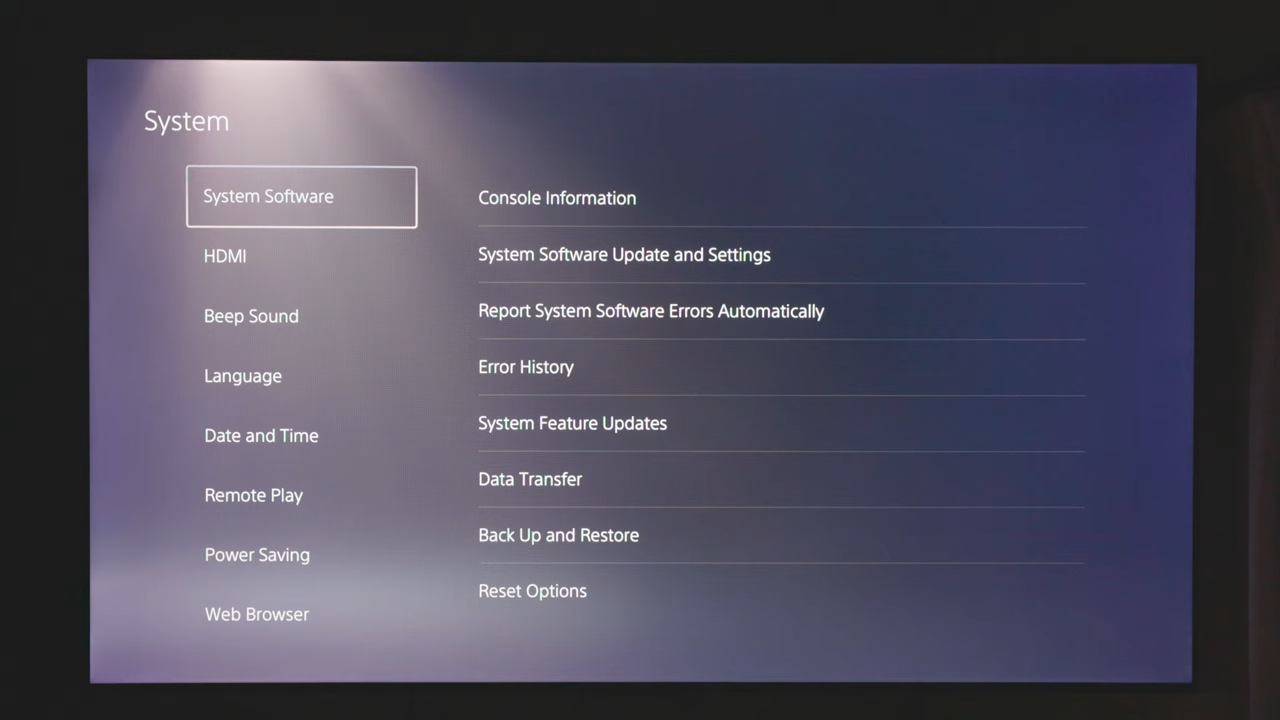 System
System Software
HDMI
Beep Sound
Language
Date and Time
Remote Play
Power Saving
Web Browser
Console Information
System Software Update and Settings
Report System Software Errors Automatically
Error History
System Feature Updates
Data Transfer
Back Up and Restore
Reset Options